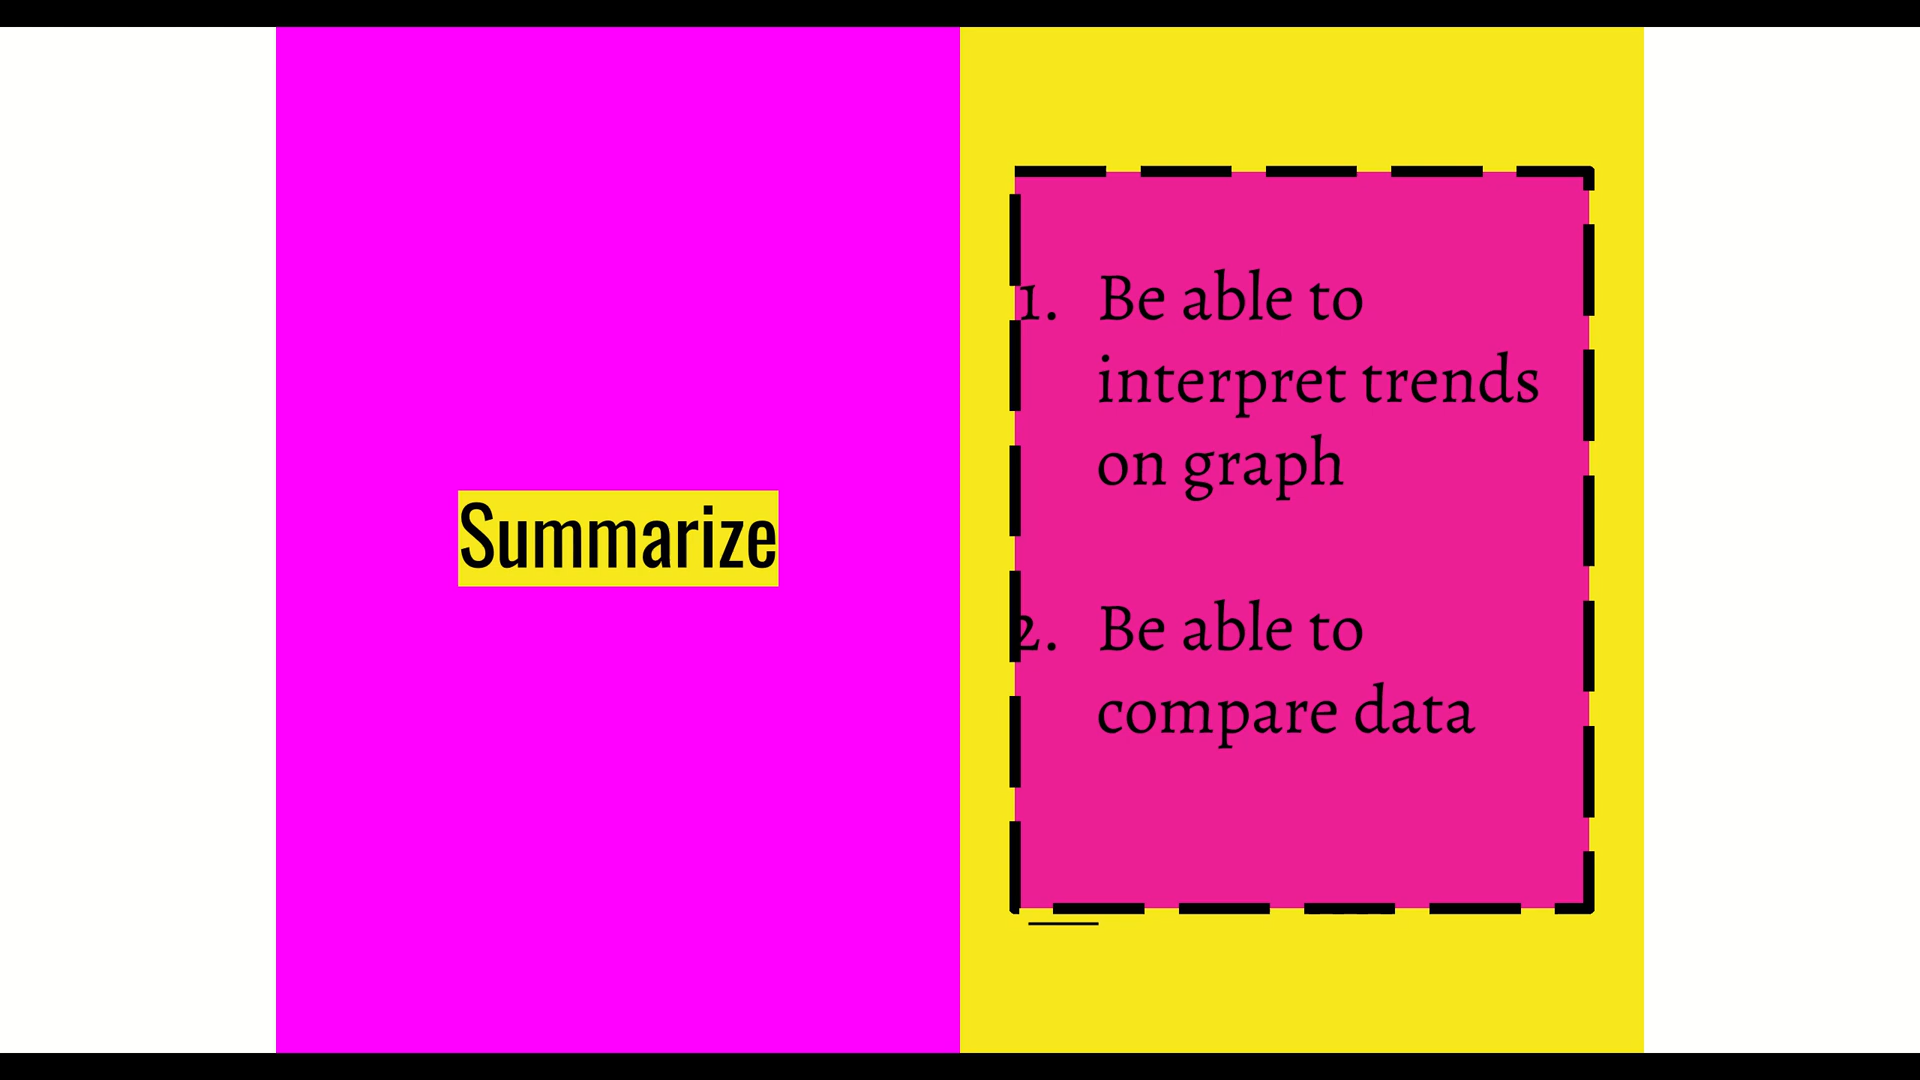 Summarize
1. Be able to
interpret trends
on graph
2. Be able to
compare data